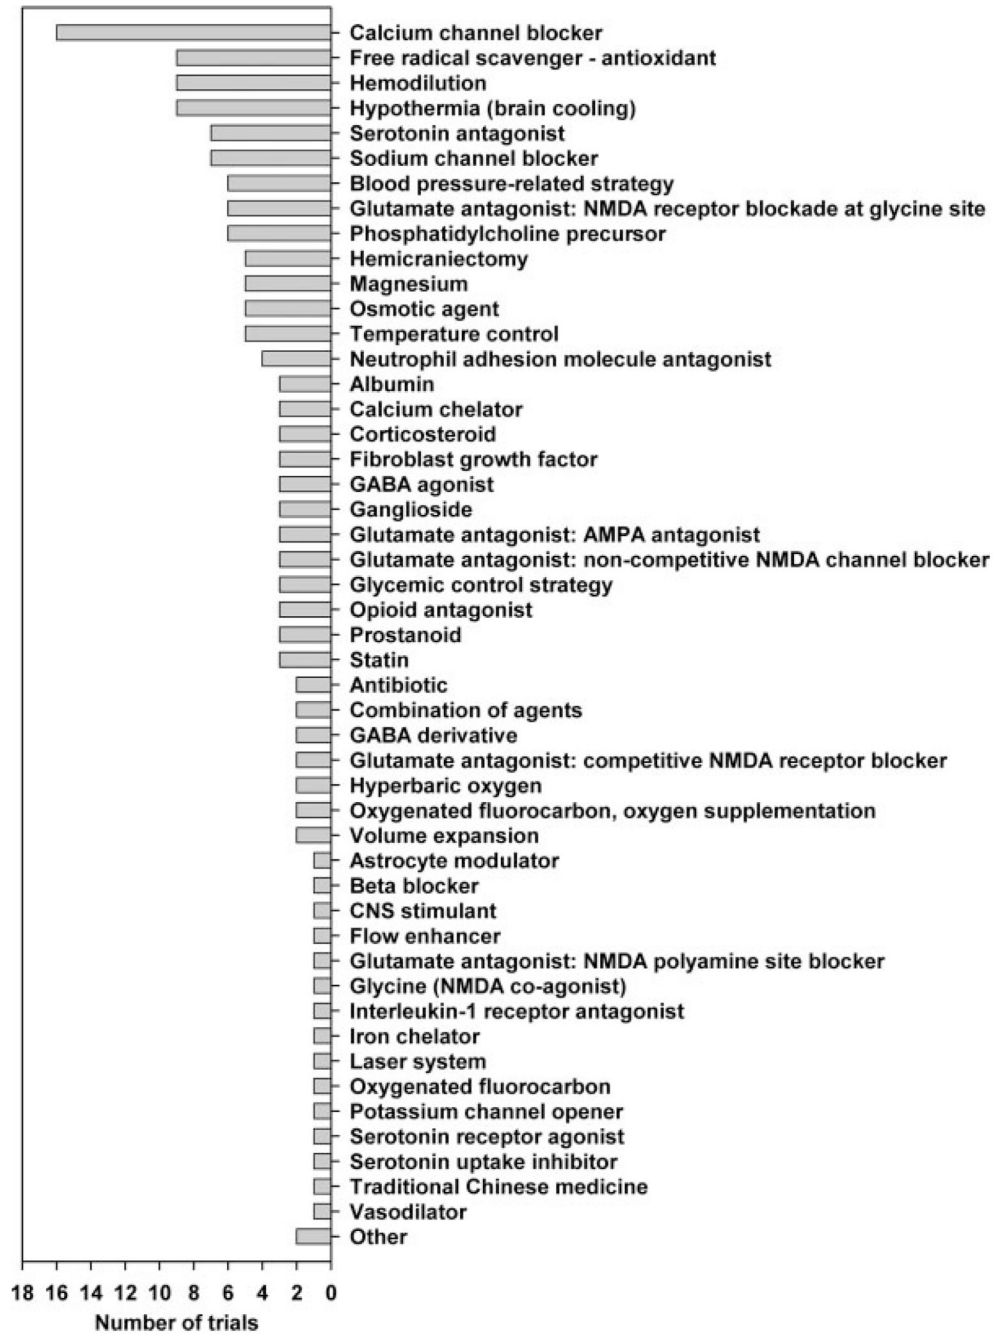 Calcium channel blocker
Free radical scavenger - antioxidant
Hemodilution
Hypothermia (brain cooling)
Serotonin antagonist
Sodium channel blocker
Blood pressure-related strategy
Glutamate antagonist: NMDA receptor blockade at glycine site
Phosphatidylcholine precursor
Hemicraniectomy
Magnesium
Osmotic agent
Temperature control
Neutrophil adhesion molecule antagonist
Albumin
Calcium chelator
Corticosteroid
Fibroblast growth factor
GABA agonist
Ganglioside
Glutamate antagonist: AMPA antagonist
Glutamate antagonist: non-competitive NMDA channel blocker
Glycemic control strategy
Opioid antagonist
Prostanoid
Statin
Antibiotic
Combination of agents
GABA derivative
Glutamate antagonist: competitive NMDA receptor blocker
Hyperbaric oxygen
Oxygenated fluorocarbon, oxygen supplementation
Volume expansion
Astrocyte modulator
Beta blocker
CNS stimulant
Flow enhancer
Glutamate antagonist: NMDA polyamine site blocker
Glycine (NMDA co-agonist)
Interleukin-1 receptor antagonist
Iron chelator
Laser system
Oxygenated fluorocarbon
Potassium channel opener
Serotonin receptor agonist
Serotonin uptake inhibitor
Traditional Chinese medicine
Vasodilator
Other
18 16 14 12 10 8 6 4 2 0
Number of trials